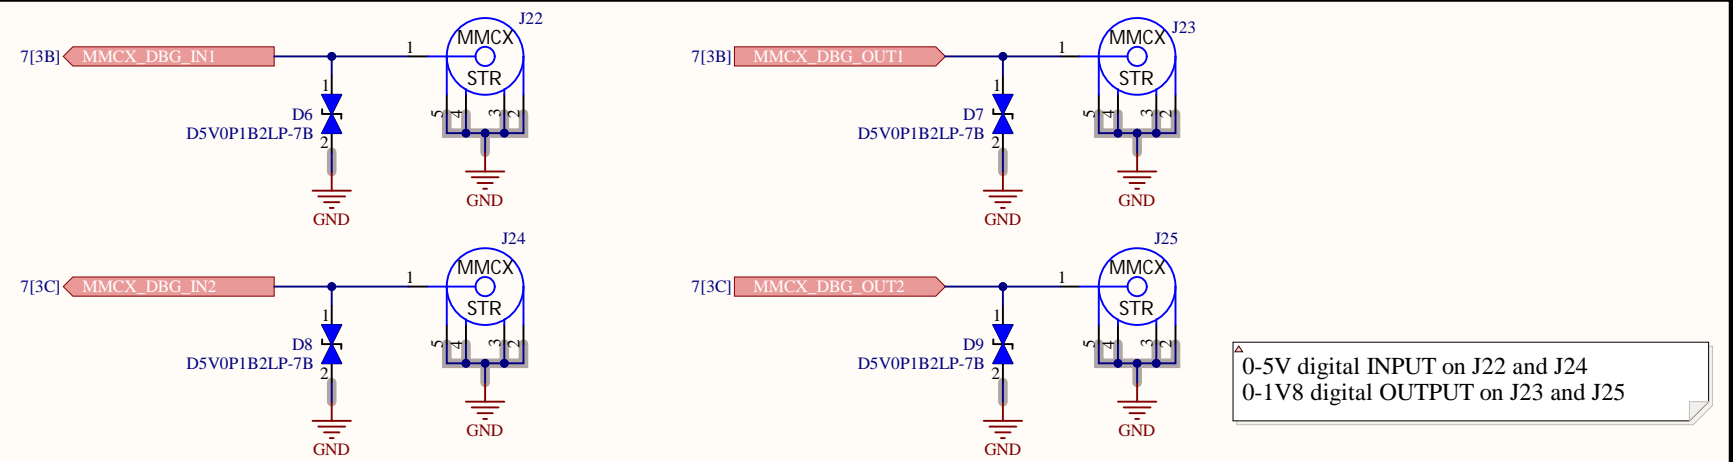 J22
MMCX
7[3B] MMCX_DBG_IN1 1
STR
1
5 4 3 2
D6
D5V0P1B2LP-7B
2
GND
GND
J23
MMCX
7[3B] MMCX_DBG_OUT1 1
STR
1
5 4 3 2
D7
D5V0P1B2LP-7B
2
GND
GND
J24
MMCX
7[3C] MMCX_DBG_IN2 1
STR
1
5 4 3 2
D8
D5V0P1B2LP-7B
2
GND
GND
J25
MMCX
7[3C] MMCX_DBG_OUT2 1
STR
1
5 4 3 2
D9
D5V0P1B2LP-7B
2
GND
GND
0-5V digital INPUT on J22 and J24
0-1V8 digital OUTPUT on J23 and J25